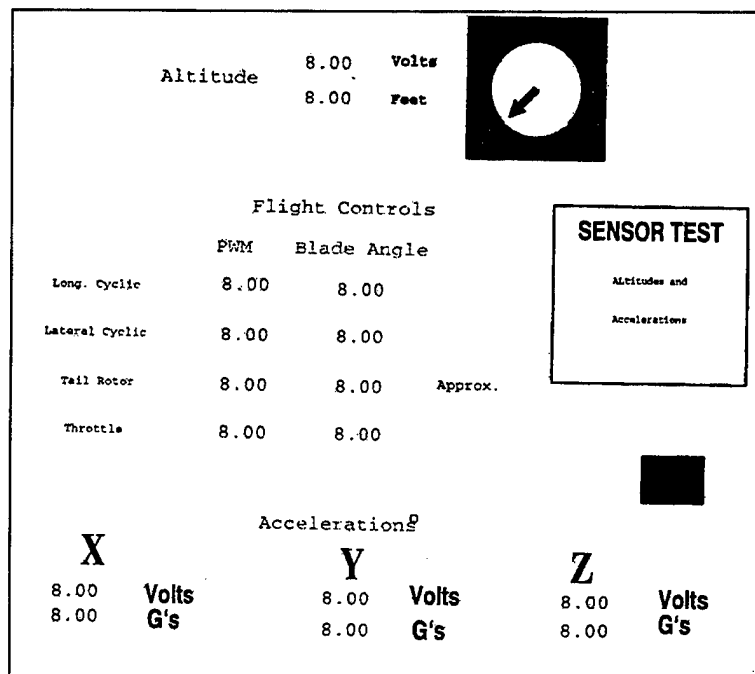 Altitude
8.00 Volts
8.00 Feet
Flight Controls
PWM Blade Angle
Long. Cyclic 8.00 8.00
Lateral Cyclic 8.00 8.00
Tail Rotor 8.00 8.00 Approx.
Throttle 8.00 8.00
SENSOR TEST
ALtitudes and
Accelerations
Accelerations
X Y Z
8.00 Volts 8.00 Volts 8.00 Volts
8.00 G's 8.00 G's 8.00 G's